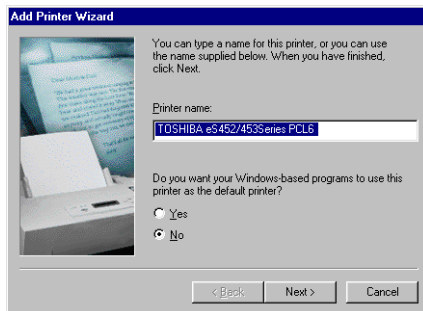 Add Printer Wizard
You can type a name for this printer, or you can use
the name supplied below. When you have finished,
click Next.
Printer name:
TOSHIBA eS452/453Series PCL6
Do you want your Windows-based programs to use this
printer as the default printer?
Yes
No
< Back
Next >
Cancel